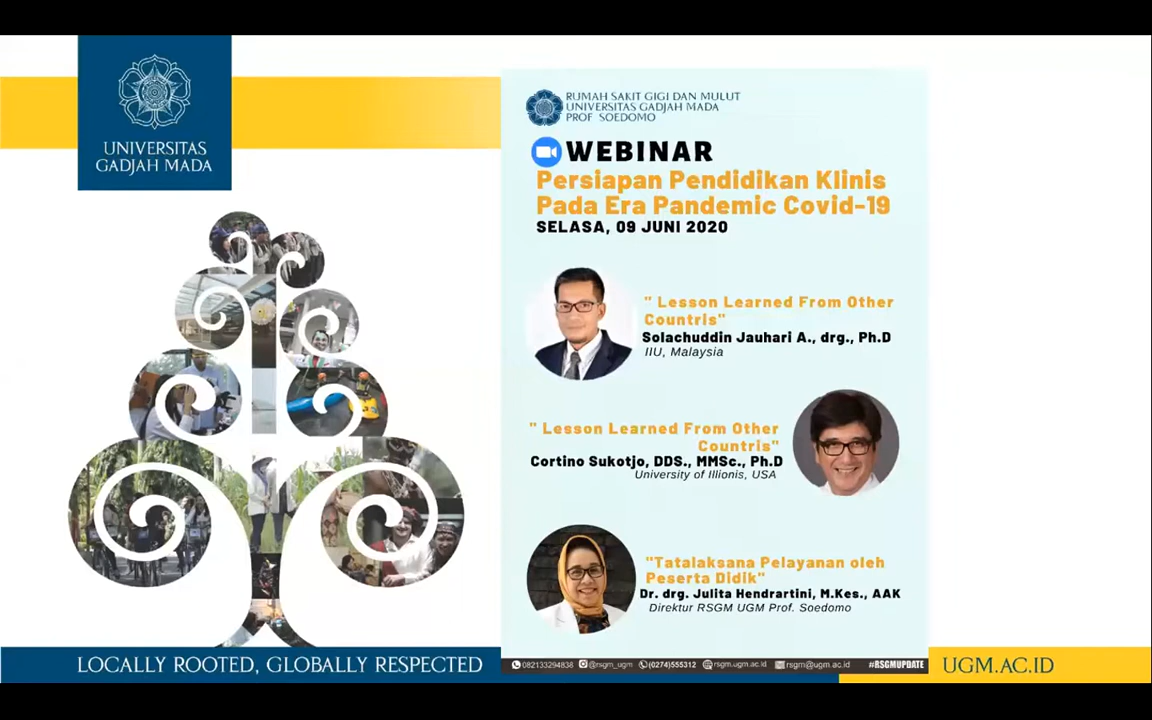 UNIVERSITAS
GADJAH MADA
RUMAH SAKIT GIGI DAN MULUT
UNIVERSITAS GADJAH MADA
PROF SOEDOMO
WEBINAR
Persiapan Pendidikan Klinis
Pada Era Pandemic Covid-19
SELASA, 09 JUNI 2020
" Lesson Learned From Other
Countris"
Solachuddin Jauhari A., drg., Ph.D
IIU, Malaysia
" Lesson Learned From Other
Countris"
Cortino Sukotjo, DDS., MMSc., Ph.D
University of Illionis, USA
"Tatalaksana Pelayanan oleh
Peserta Didik"
Dr. drg. Julita Hendrartini, M.Kes., AAK
Direktur RSGM UGM Prof. Soedomo
082133294838 @rsgm_ugm (0274)555312 rsgm.ugm.ac.id rsgm@ugm.ac.id #RSGMUPDATE
LOCALLY ROOTED, GLOBALLY RESPECTED
UGM.AC.ID